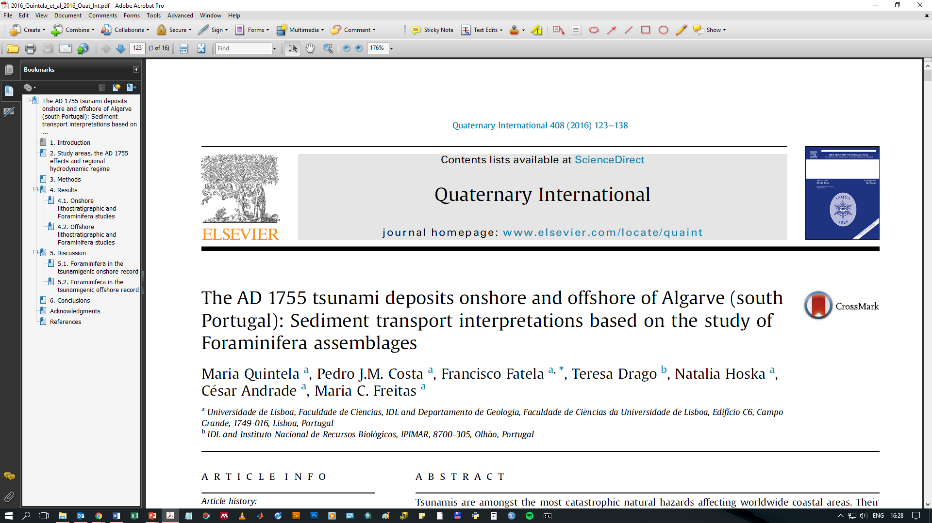 2016_Quintela_et_al_2016_Quat_Int.pdf - Adobe Acrobat Pro
File Edit View Document Comments Forms Tools Advanced Window Help
Create Combine Collaborate Secure Sign Forms Multimedia Comment Sticky Note Text Edits Show
123 (1 of 16) Find 176%
Bookmarks
The AD 1755 tsunami deposits
onshore and offshore of Algarve
(south Portugal): Sediment
transport interpretations based on
...
1. Introduction
2. Study areas, the AD 1755
effects and regional
hydrodynamic regime
3. Methods
4. Results
4.1. Onshore
lithostratigraphic and
Foraminifera studies
4.2. Offshore
lithostratigraphic and
Foraminifera studies
5. Discussion
5.1. Foraminifera in the
tsunamigenic onshore record
5.2. Foraminifera in the
tsunamigenic offshore record
6. Conclusions
Acknowledgments
References
Quaternary International 408 (2016) 123–138
Contents lists available at ScienceDirect
Quaternary International
journal homepage: www.elsevier.com/locate/quaint
ELSEVIER
The AD 1755 tsunami deposits onshore and offshore of Algarve (south
Portugal): Sediment transport interpretations based on the study of
Foraminifera assemblages
CrossMark
Maria Quintela a, Pedro J.M. Costa a, Francisco Fatela a, *, Teresa Drago b, Natalia Hoska a,
César Andrade a, Maria C. Freitas a
a Universidade de Lisboa, Faculdade de Ciências, IDL and Departamento de Geologia, Faculdade de Ciências da Universidade de Lisboa, Edifício C6, Campo
Grande, 1749-016, Lisboa, Portugal
b IDL and Instituto Nacional de Recursos Biológicos, IPIMAR, 8700-305, Olhão, Portugal
ARTICLE INFO
ABSTRACT
Article history:
Tsunamis are amongst the most catastrophic natural hazards affecting worldwide coastal areas. Their
ENG 16:28